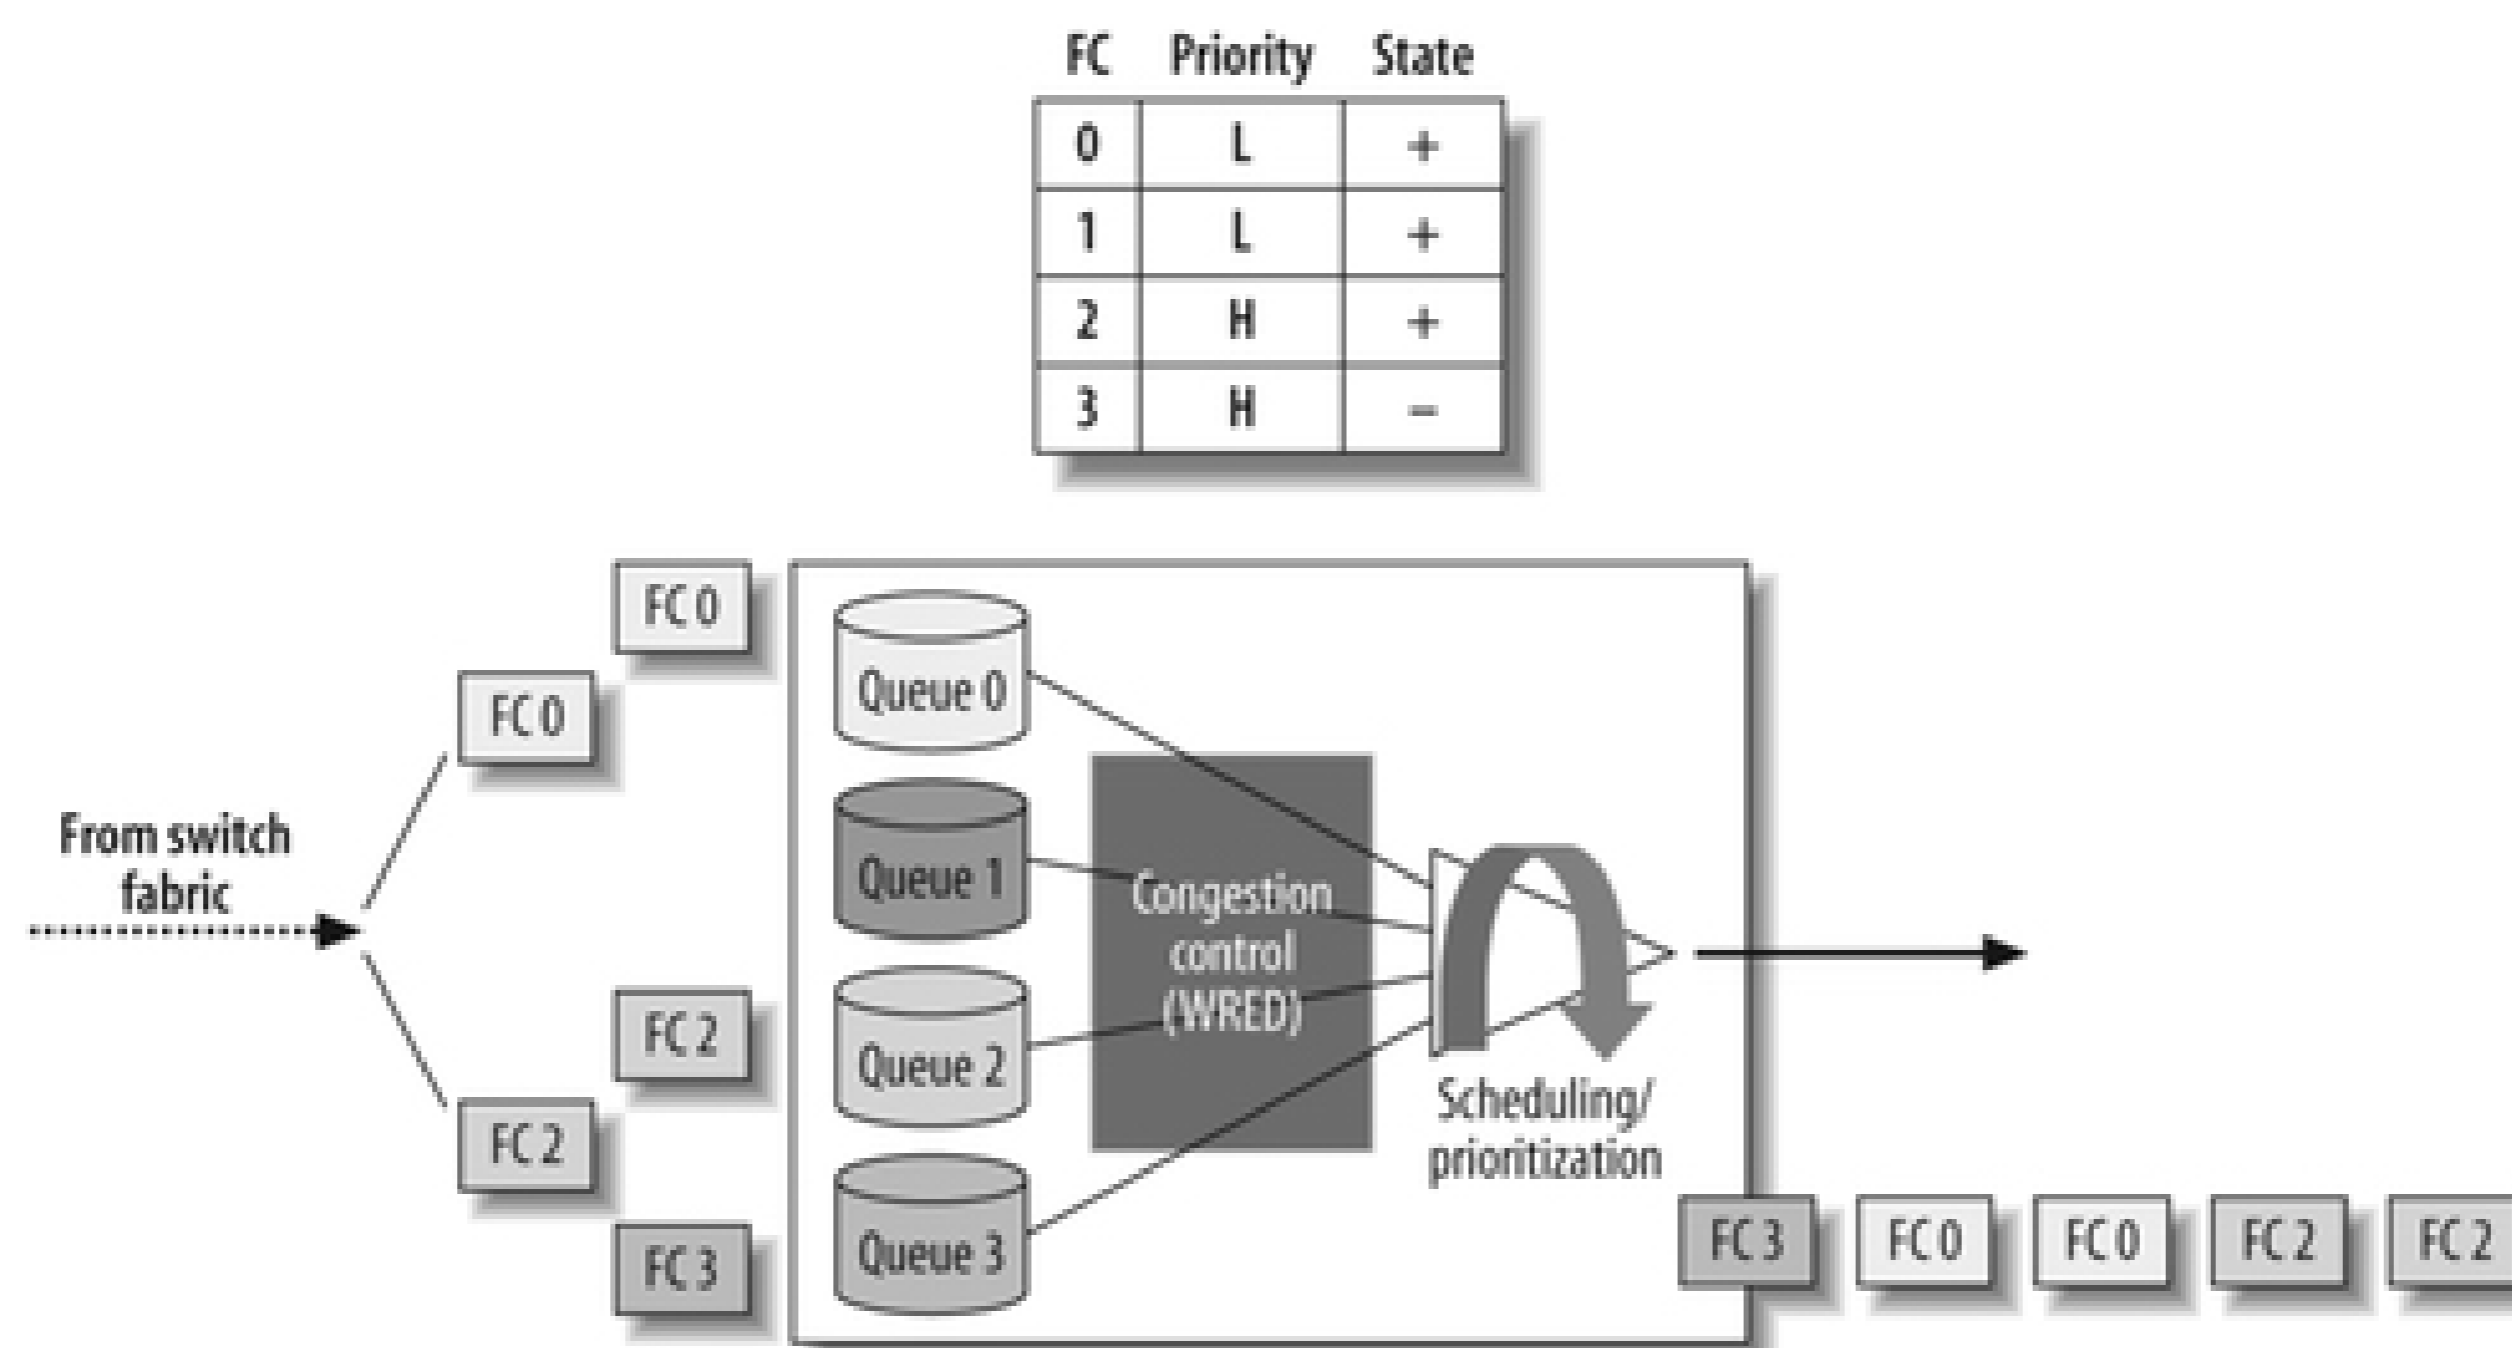 FC Priority State
0 L +
1 L +
2 H +
3 H –
FC 0
FC 0
From switch
fabric
FC 2
FC 2
FC 3
Queue 0
Queue 1
Queue 2
Queue 3
Congestion
control
(WRED)
Scheduling/
prioritization
FC 3 FC 0 FC 0 FC 2 FC 2